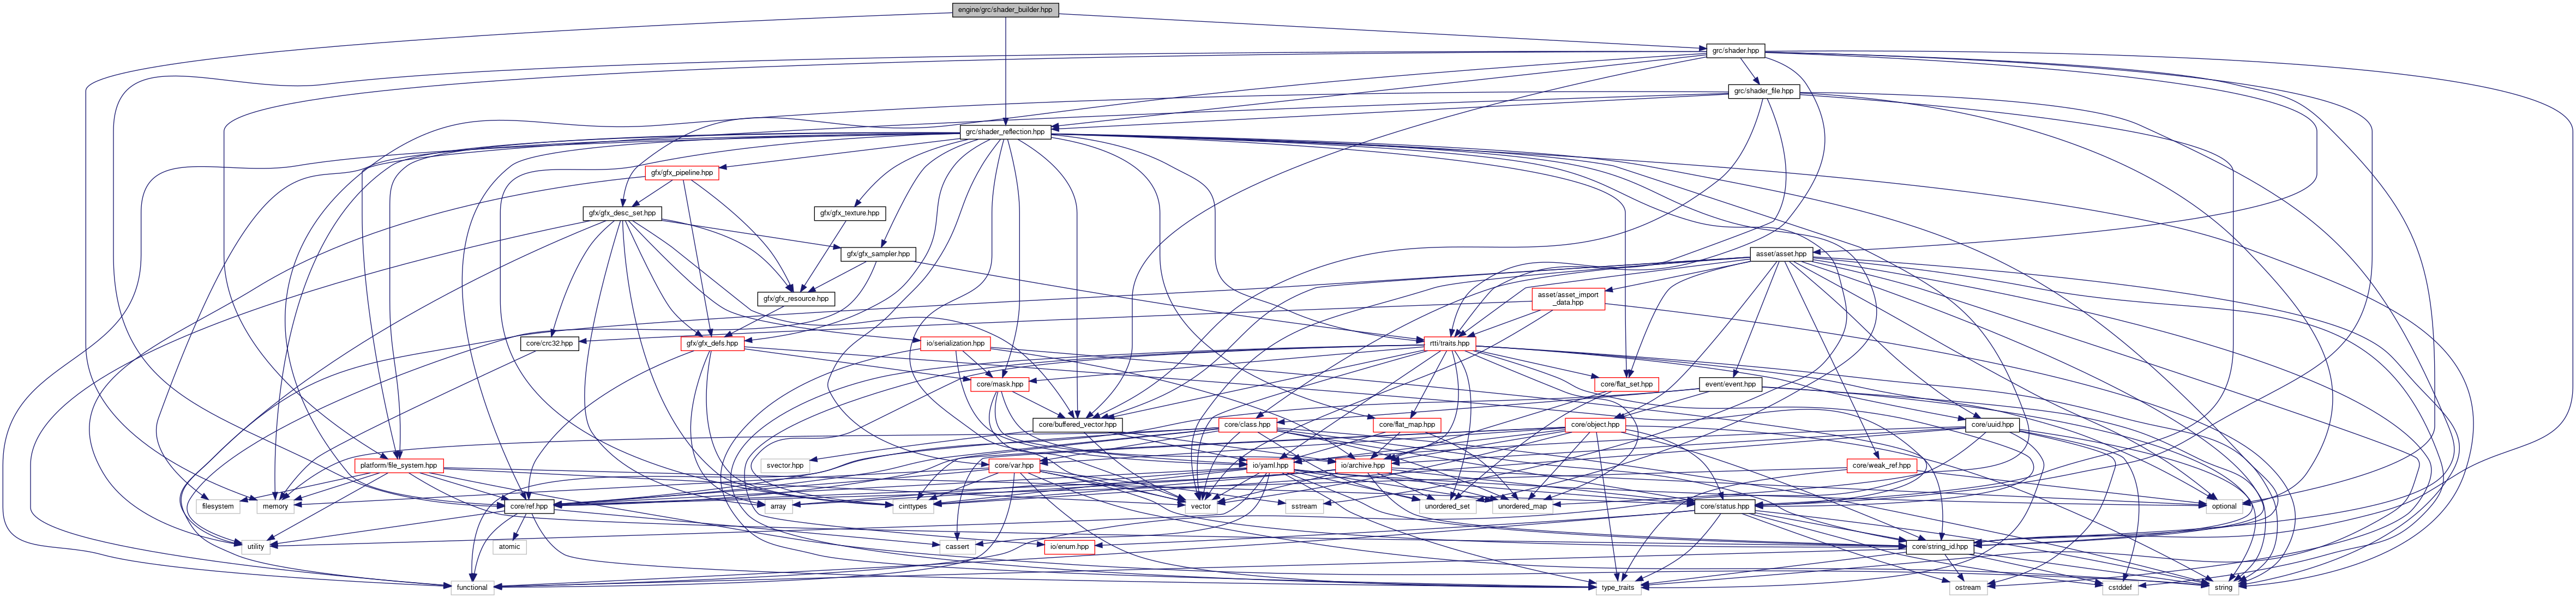 engine/grc/shader_builder.hpp
grc/shader.hpp
grc/shader_file.hpp
grc/shader_reflection.hpp
gfx/gfx_pipeline.hpp
gfx/gfx_desc_set.hpp
gfx/gfx_texture.hpp
gfx/gfx_sampler.hpp
asset/asset.hpp
gfx/gfx_resource.hpp
asset/asset_import
_data.hpp
core/crc32.hpp
gfx/gfx_defs.hpp
io/serialization.hpp
rtti/traits.hpp
core/mask.hpp
core/flat_set.hpp
event/event.hpp
core/buffered_vector.hpp
core/class.hpp
core/flat_map.hpp
core/object.hpp
core/uuid.hpp
platform/file_system.hpp
svector.hpp
core/var.hpp
io/yaml.hpp
io/archive.hpp
core/weak_ref.hpp
filesystem
memory
core/ref.hpp
array
cinttypes
vector
sstream
unordered_set
unordered_map
core/status.hpp
optional
utility
atomic
cassert
io/enum.hpp
core/string_id.hpp
functional
type_traits
ostream
cstddef
string